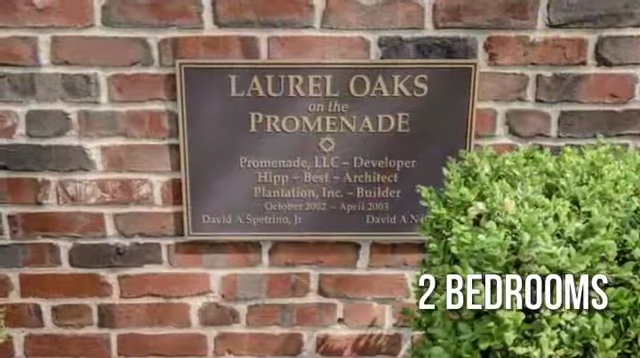 LAUREL OAKS
on the
PROMENADE
Promenade, LLC – Developer
Hipp – Best – Architect
Plantation, Inc. – Builder
October 2002 – April 2003
David A Spetrino, Jr David A
2 BEDROOMS